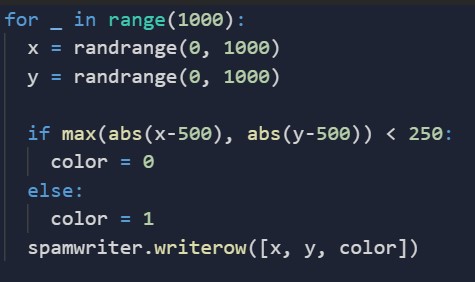 for _ in range(1000):
  x = randrange(0, 1000)
  y = randrange(0, 1000)

  if max(abs(x-500), abs(y-500)) < 250:
    color = 0
  else:
    color = 1
  spamwriter.writerow([x, y, color])